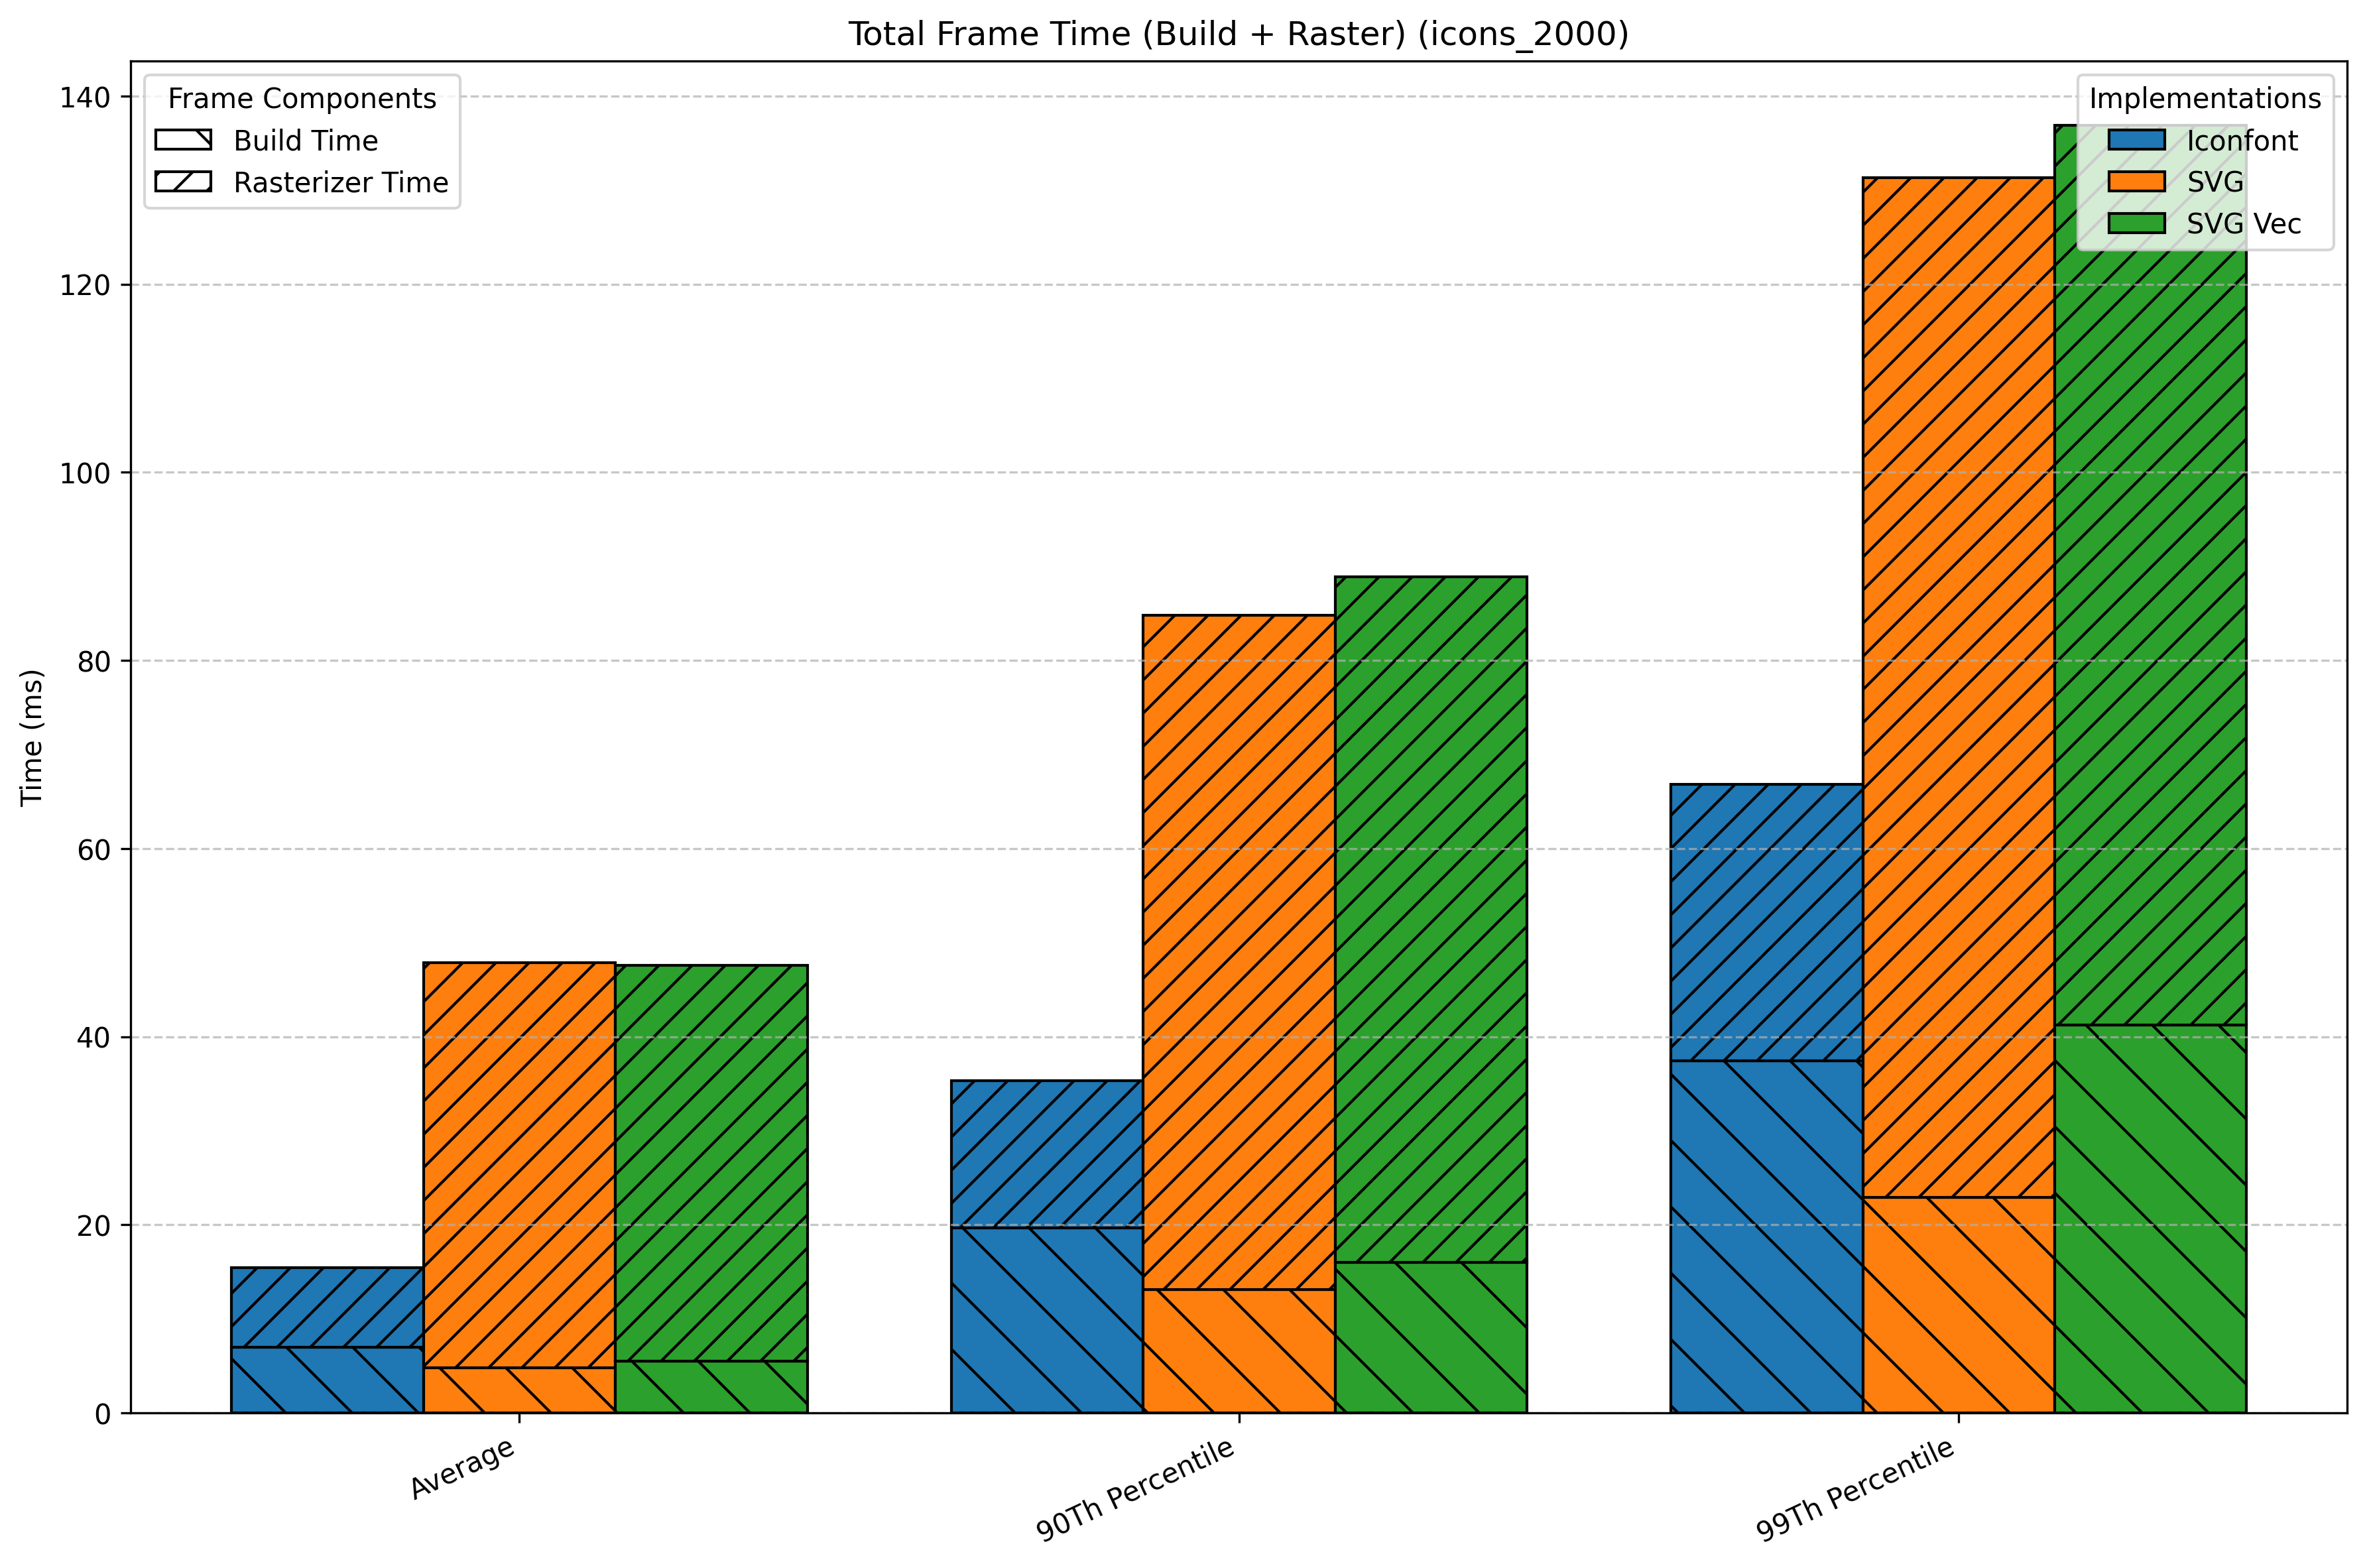 Total Frame Time (Build + Raster) (icons_2000)
Frame Components
Build Time
Rasterizer Time
Implementations
Iconfont
SVG
SVG Vec
Time (ms)
140
120
100
80
60
40
20
0
Average
90Th Percentile
99Th Percentile